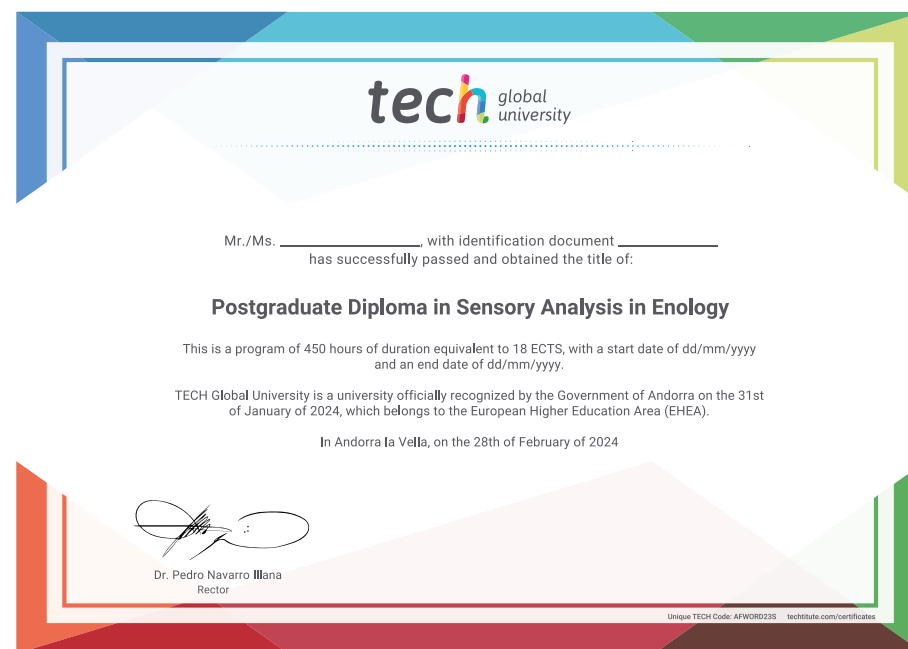 tech global university
Mr./Ms. ____________, with identification document ____________
has successfully passed and obtained the title of:
Postgraduate Diploma in Sensory Analysis in Enology
This is a program of 450 hours of duration equivalent to 18 ECTS, with a start date of dd/mm/yyyy
and an end date of dd/mm/yyyy.
TECH Global University is a university officially recognized by the Government of Andorra on the 31st
of January of 2024, which belongs to the European Higher Education Area (EHEA).
In Andorra la Vella, on the 28th of February of 2024
Dr. Pedro Navarro Illana
Rector
Unique TECH Code: AFWORD23S techtitute.com/certificates